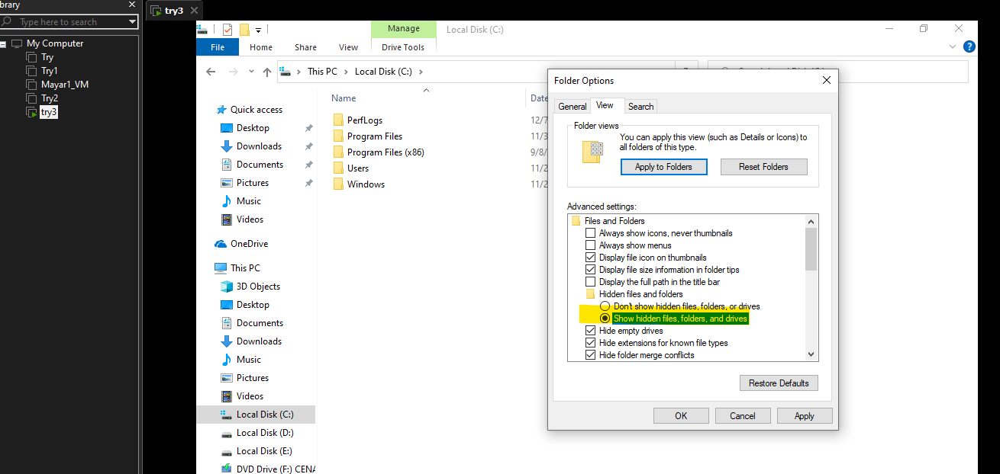 brary
try3
Type here to search
My Computer
Try
Try1
Mayar1_VM
Try2
try3
Manage
Local Disk (C:)
File
Home
Share
View
Drive Tools
This PC
Local Disk (C:)
Quick access
Desktop
Downloads
Documents
Pictures
Music
Videos
OneDrive
This PC
3D Objects
Desktop
Documents
Downloads
Music
Pictures
Videos
Local Disk (C:)
Local Disk (D:)
Local Disk (E:)
DVD Drive (F:) CENA
Name
Date
PerfLogs
12/7
Program Files
11/3
Program Files (x86)
9/8/
Users
11/2
Windows
11/2
Folder Options
General
View
Search
Folder views
You can apply this view (such as Details or Icons) to
all folders of this type.
Apply to Folders
Reset Folders
Advanced settings:
Files and Folders
Always show icons, never thumbnails
Always show menus
Display file icon on thumbnails
Display file size information in folder tips
Display the full path in the title bar
Hidden files and folders
Don't show hidden files, folders, or drives
Show hidden files, folders, and drives
Hide empty drives
Hide extensions for known file types
Hide folder merge conflicts
Restore Defaults
OK
Cancel
Apply